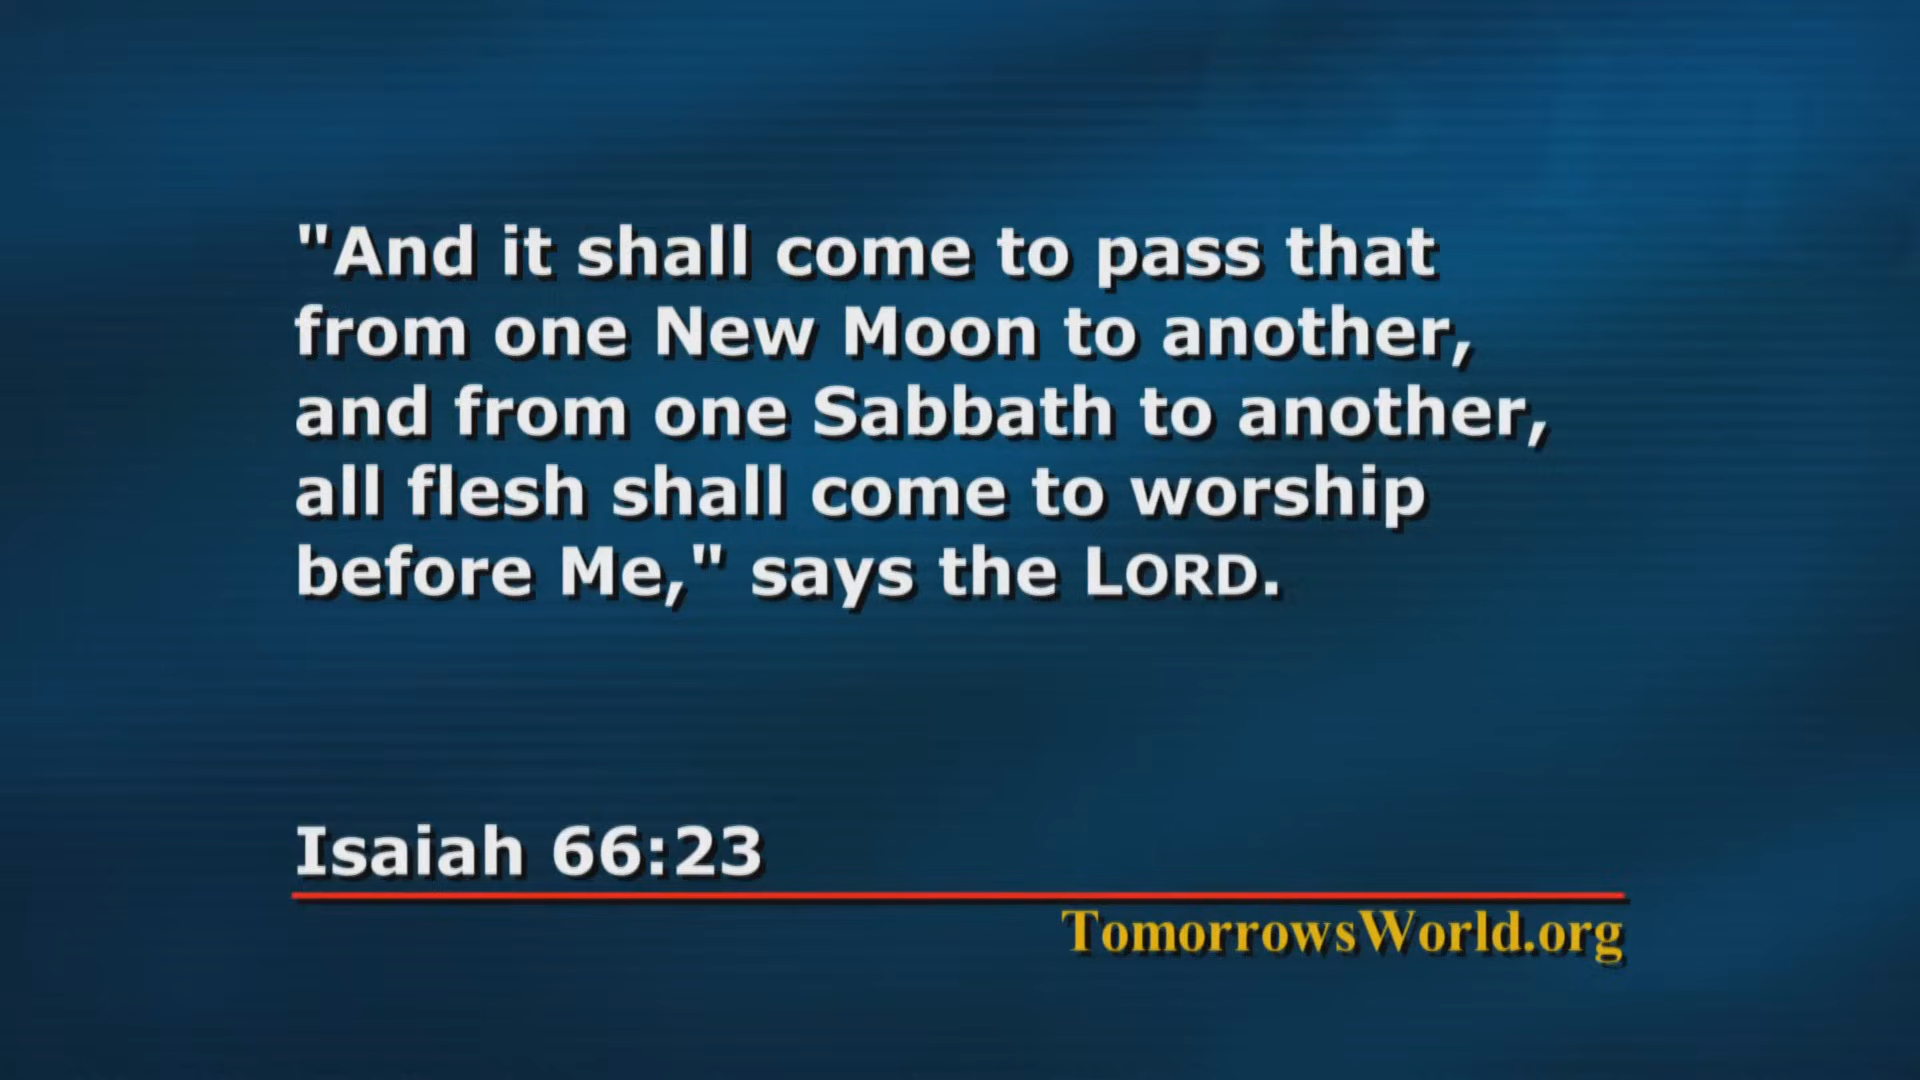 "And it shall come to pass that
from one New Moon to another,
and from one Sabbath to another,
all flesh shall come to worship
before Me," says the LORD.
Isaiah 66:23
TomorrowsWorld.org